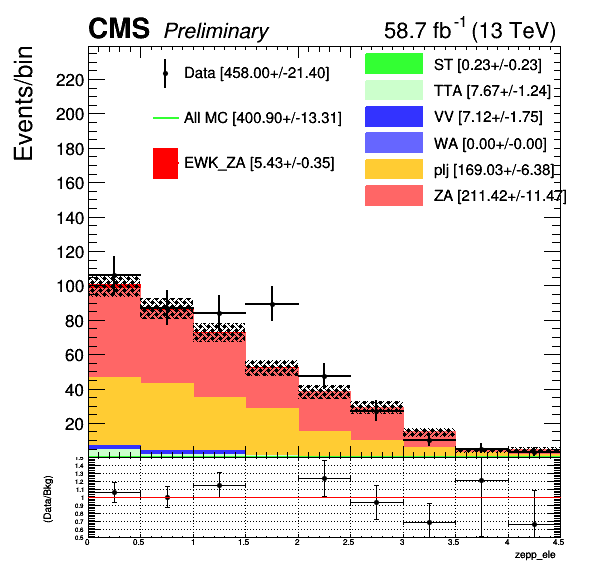 CMS Preliminary 58.7 fb⁻¹ (13 TeV)
Events/bin
Data [458.00+/-21.40]
All MC [400.90+/-13.31]
EWK_ZA [5.43+/-0.35]
ST [0.23+/-0.23]
TTA [7.67+/-1.24]
VV [7.12+/-1.75]
WA [0.00+/-0.00]
plj [169.03+/-6.38]
ZA [211.42+/-11.47]
220
200
180
160
140
120
100
80
60
40
20
(Data/Bkg)
1.5
1.4
1.3
1.2
1.1
1
0.9
0.8
0.7
0.6
0.5
0 0.5 1 1.5 2 2.5 3 3.5 4 4.5
zepp_ele